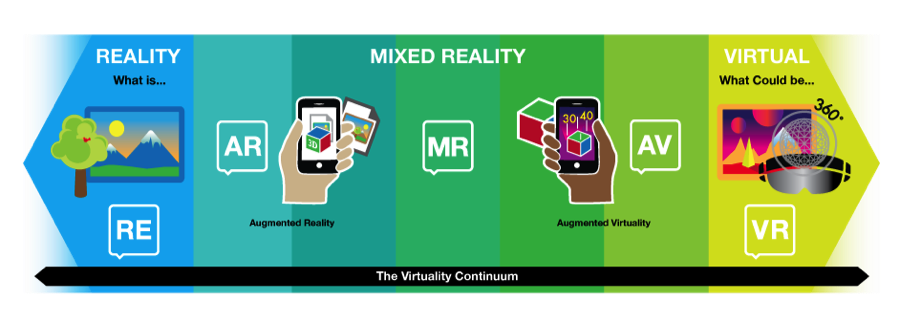 REALITY
What is...
MIXED REALITY
VIRTUAL
What Could be...
360°
30 40
3D
AR
MR
AV
Augmented Reality
Augmented Virtuality
RE
VR
The Virtuality Continuum